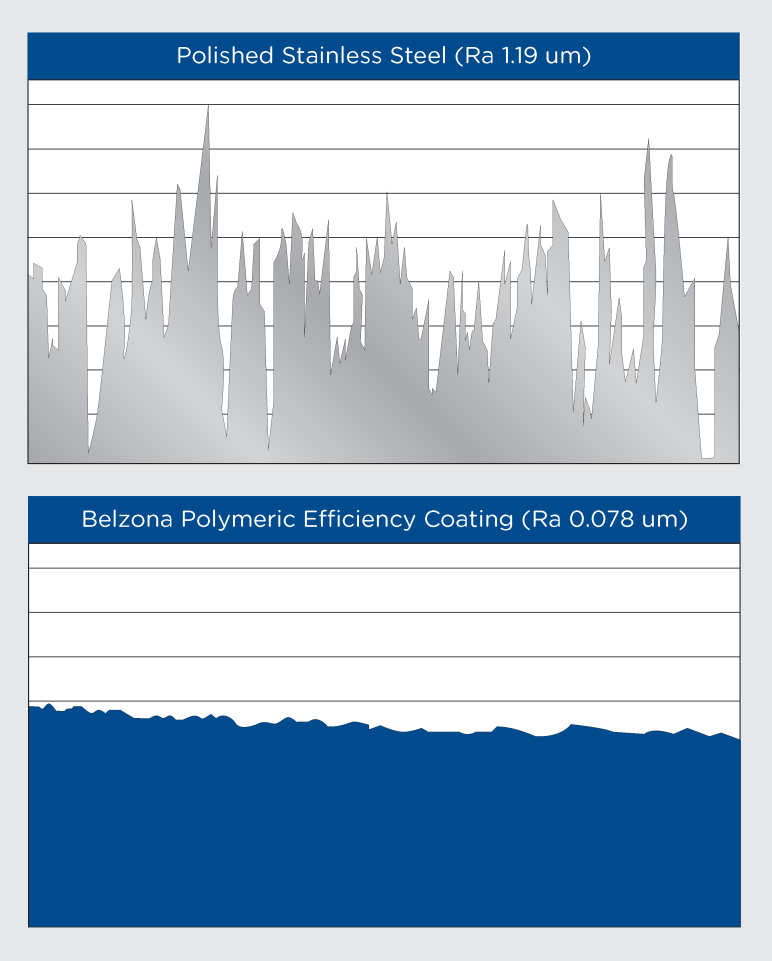 Polished Stainless Steel (Ra 1.19 um)
Belzona Polymeric Efficiency Coating (Ra 0.078 um)